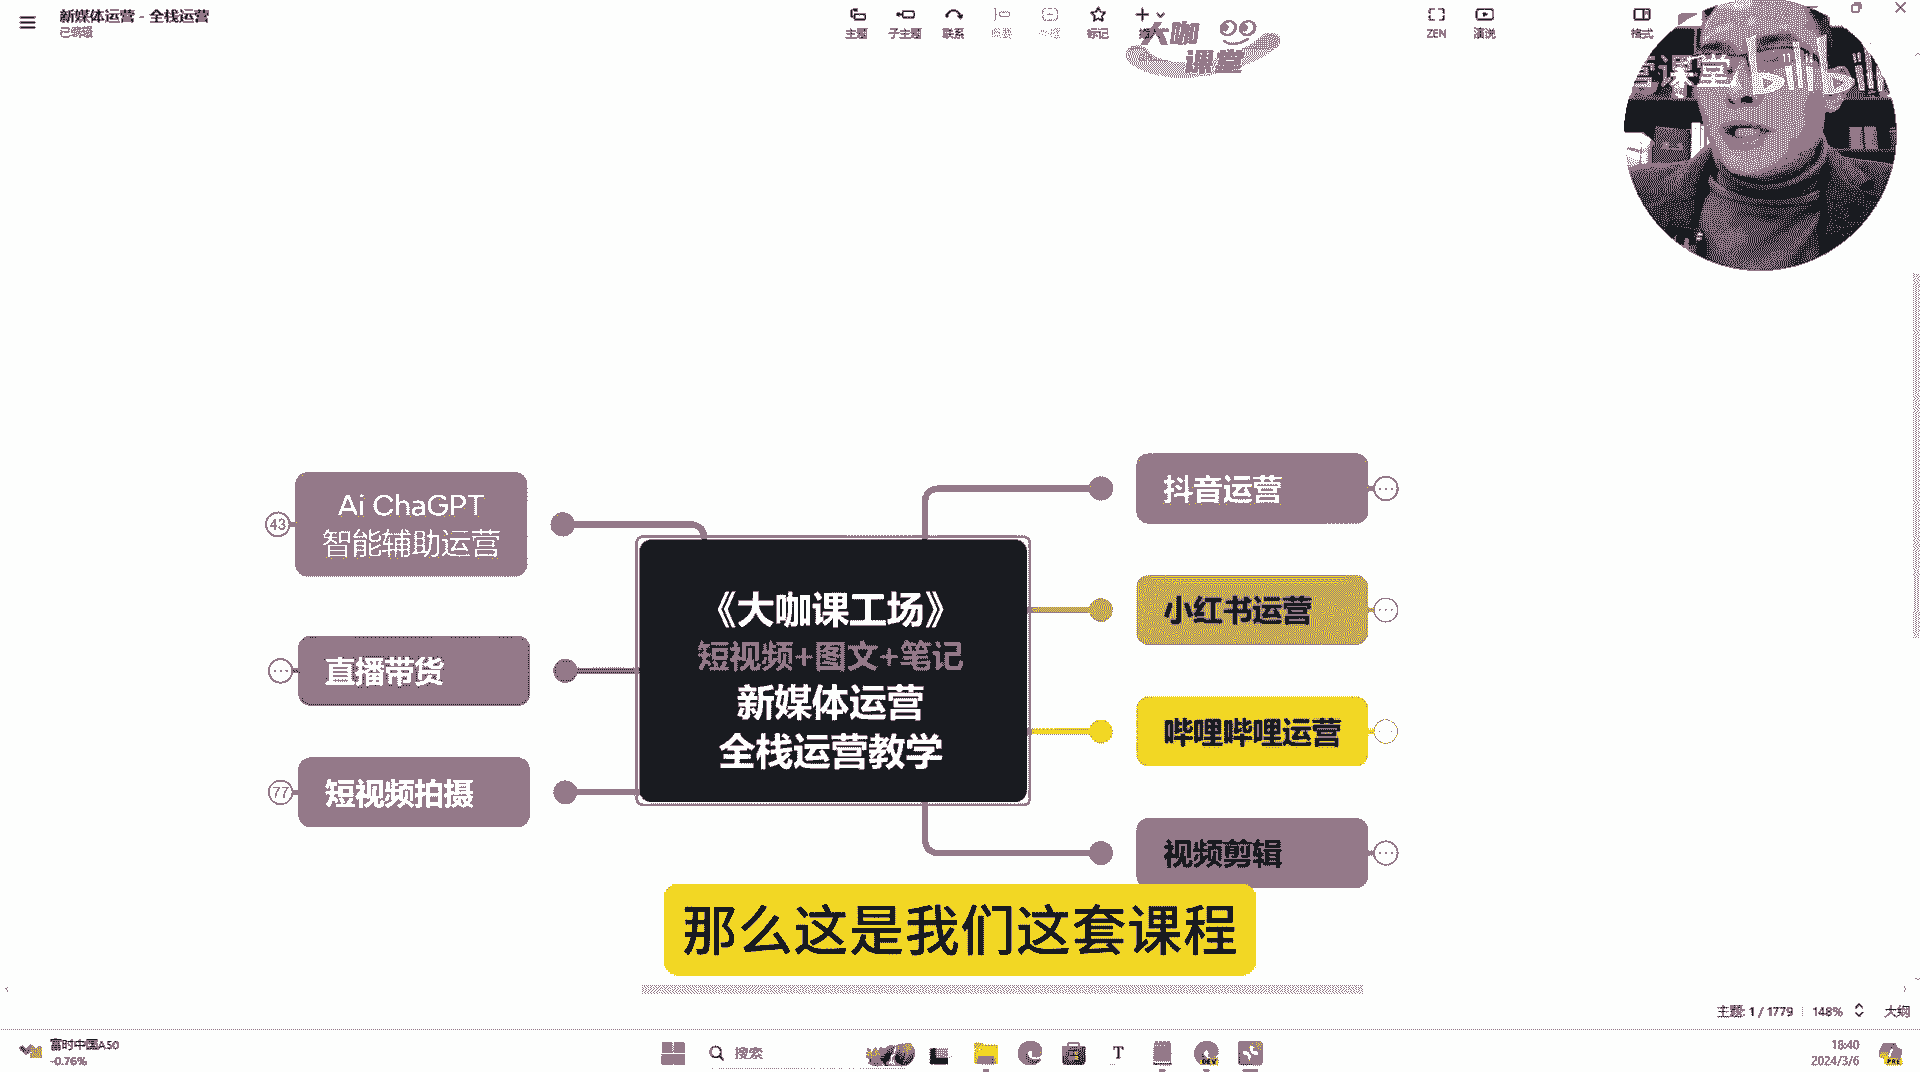 新媒体运营 - 全栈运营
已编辑
主题
子主题
联系
概要
外框
标记
ZEN
演说
格式
大咖
课堂
营课堂
bilibili
43
Ai ChaGPT
智能辅助运营
直播带货
77
短视频拍摄
《大咖课工场》
短视频+图文+笔记
新媒体运营
全栈运营教学
抖音运营
小红书运营
哔哩哔哩运营
视频剪辑
那么这是我们这套课程
主题: 1 / 1779
148%
大纲
富时中国A50
-0.76%
搜索
T
DEV
18:40
2024/3/6
PRE